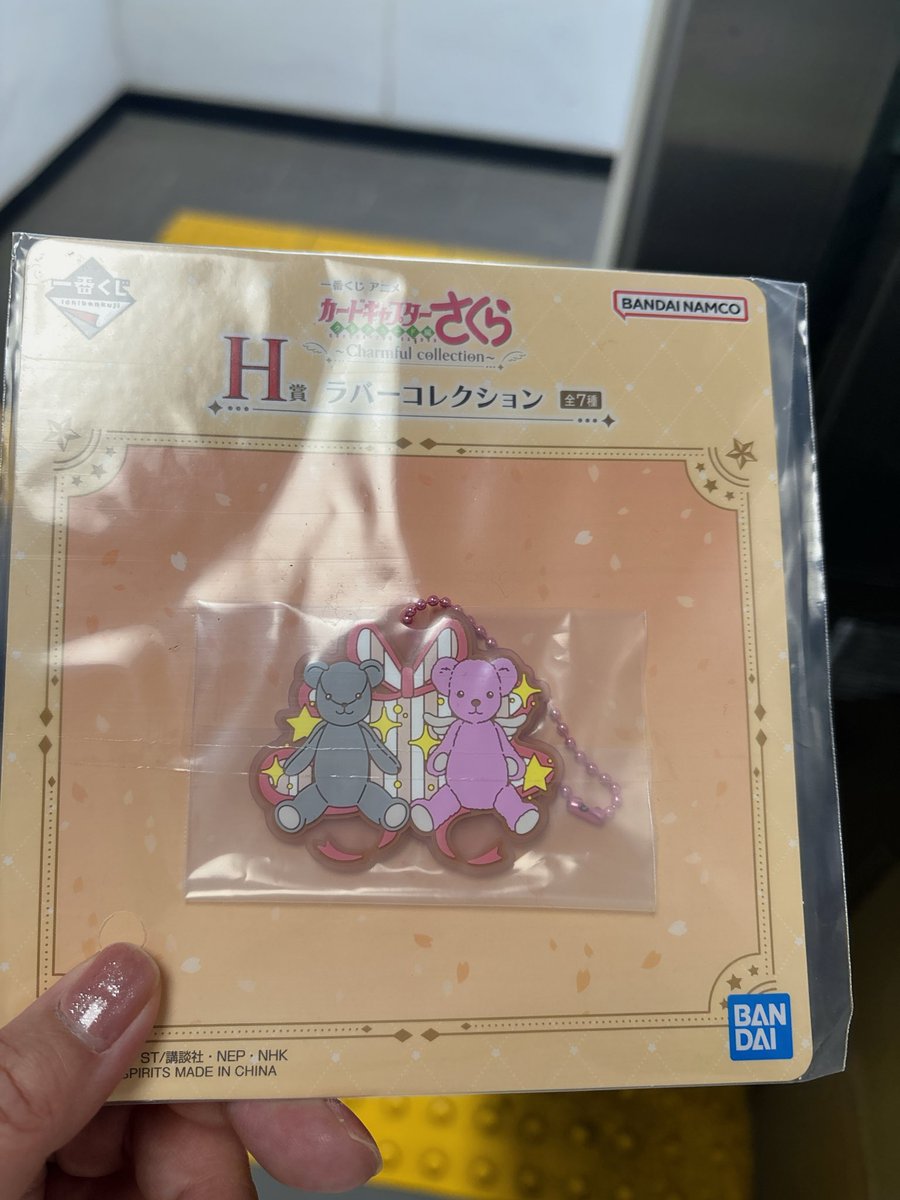 一番くじ
ichibankuji
一番くじ アニメ
カードキャプターさくら
~Charmful collection~
BANDAI NAMCO
H賞 ラバーコレクション 全7種
BAN
DAI
ST/講談社・NEP・NHK
SPIRITS MADE IN CHINA